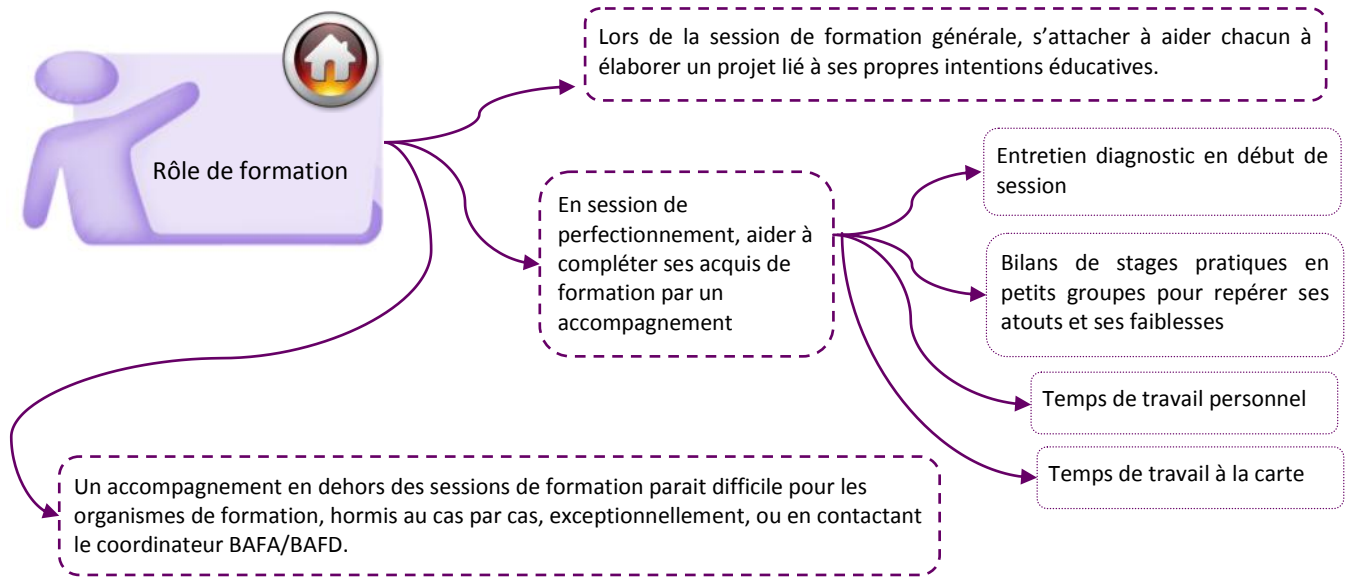 Rôle de formation
Lors de la session de formation générale, s’attacher à aider chacun à
élaborer un projet lié à ses propres intentions éducatives.
En session de
perfectionnement, aider à
compléter ses acquis de
formation par un
accompagnement
Entretien diagnostic en début de
session
Bilans de stages pratiques en
petits groupes pour repérer ses
atouts et ses faiblesses
Temps de travail personnel
Temps de travail à la carte
Un accompagnement en dehors des sessions de formation parait difficile pour les
organismes de formation, hormis au cas par cas, exceptionnellement, ou en contactant
le coordinateur BAFA/BAFD.